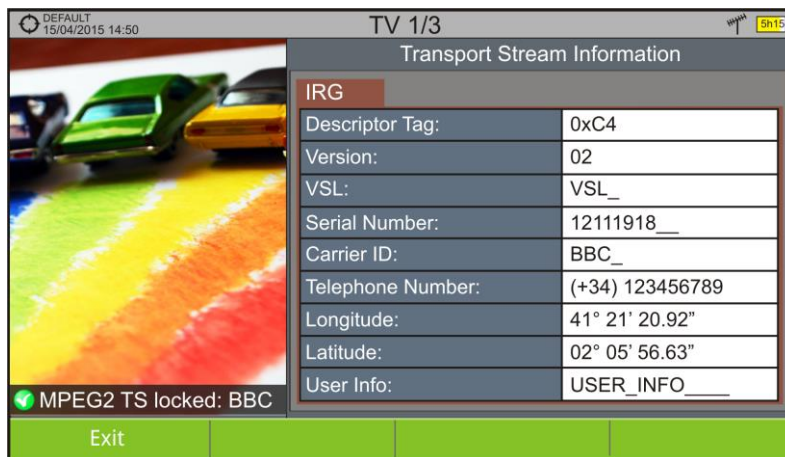 DEFAULT
15/04/2015 14:50
TV 1/3
5h15
Transport Stream Information
IRG
Descriptor Tag: 0xC4
Version: 02
VSL: VSL_
Serial Number: 12111918__
Carrier ID: BBC_
Telephone Number: (+34) 123456789
Longitude: 41° 21’ 20.92”
Latitude: 02° 05’ 56.63”
User Info: USER_INFO____
MPEG2 TS locked: BBC
Exit